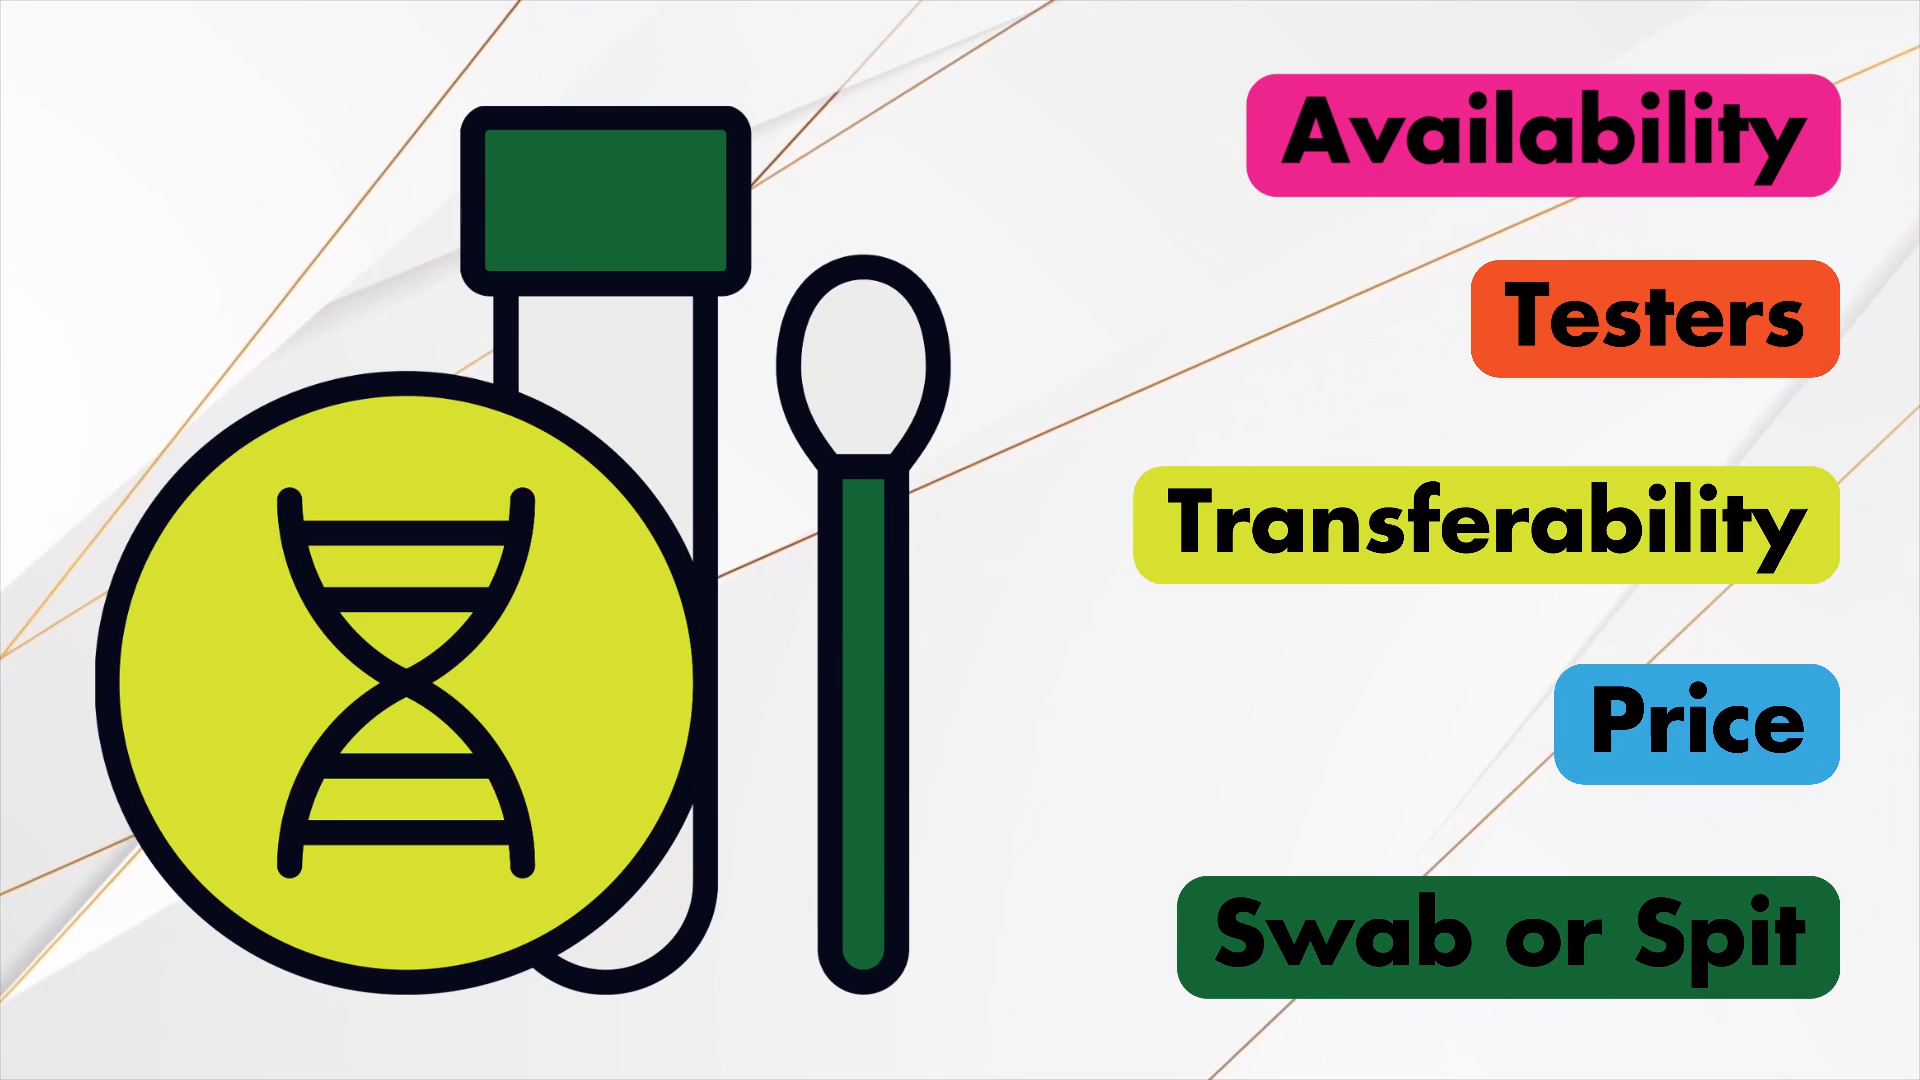 Availability
Testers
Transferability
Price
Swab or Spit